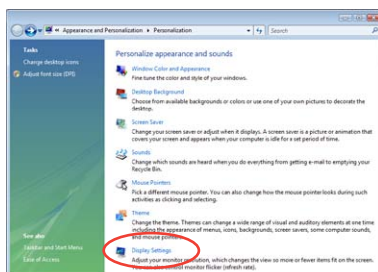 « Appearance and Personalization ▸ Personalization
Search
Tasks
Change desktop icons
Adjust font size (DPI)
Personalize appearance and sounds
Window Color and Appearance
Fine tune the color and style of your windows.
Desktop Background
Choose from available backgrounds or colors or use one of your own pictures to decorate the
desktop.
Screen Saver
Change your screen saver or adjust when it displays. A screen saver is a picture or animation that
covers your screen and appears when your computer is idle for a set period of time.
Sounds
Change which sounds are heard when you do everything from getting e-mail to emptying your
Recycle Bin.
Mouse Pointers
Pick a different mouse pointer. You can also change how the mouse pointer looks during such
activities as clicking and selecting.
Theme
Change the theme. Themes can change a wide range of visual and auditory elements at one time
including the appearance of menus, icons, backgrounds, screen savers, some computer sounds,
and mouse pointers.
Display Settings
Adjust your monitor resolution, which changes the view so more or fewer items fit on the screen.
You can also control monitor flicker (refresh rate).
See also
Taskbar and Start Menu
Ease of Access